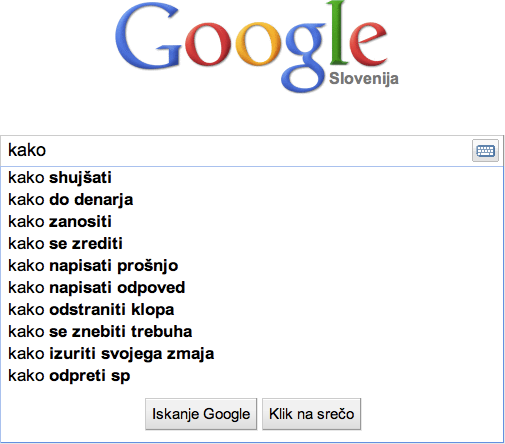 Google
Slovenija
kako
kako shujšati
kako do denarja
kako zanositi
kako se zrediti
kako napisati prošnjo
kako napisati odpoved
kako odstraniti klopa
kako se znebiti trebuha
kako izuriti svojega zmaja
kako odpreti sp
Iskanje Google Klik na srečo